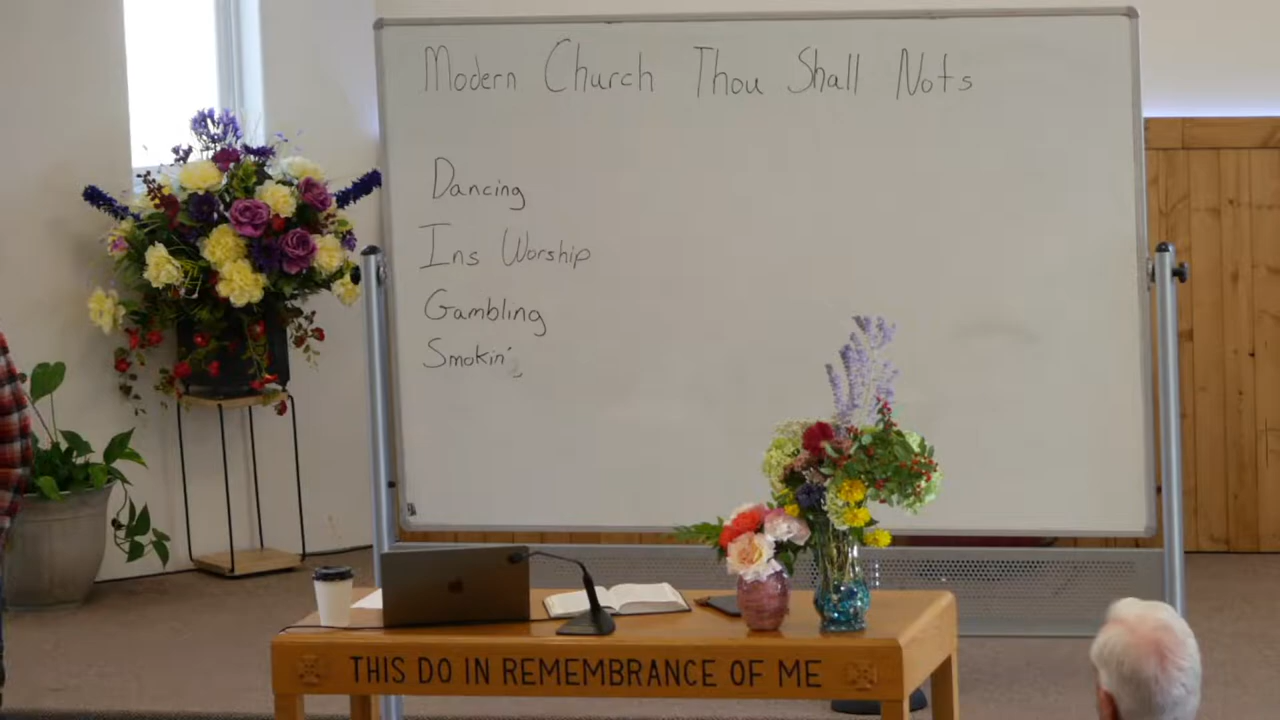 Modern Church Thou Shall Nots
Dancing
Ins Worship
Gambling
Smokin'
THIS DO IN REMEMBRANCE OF ME